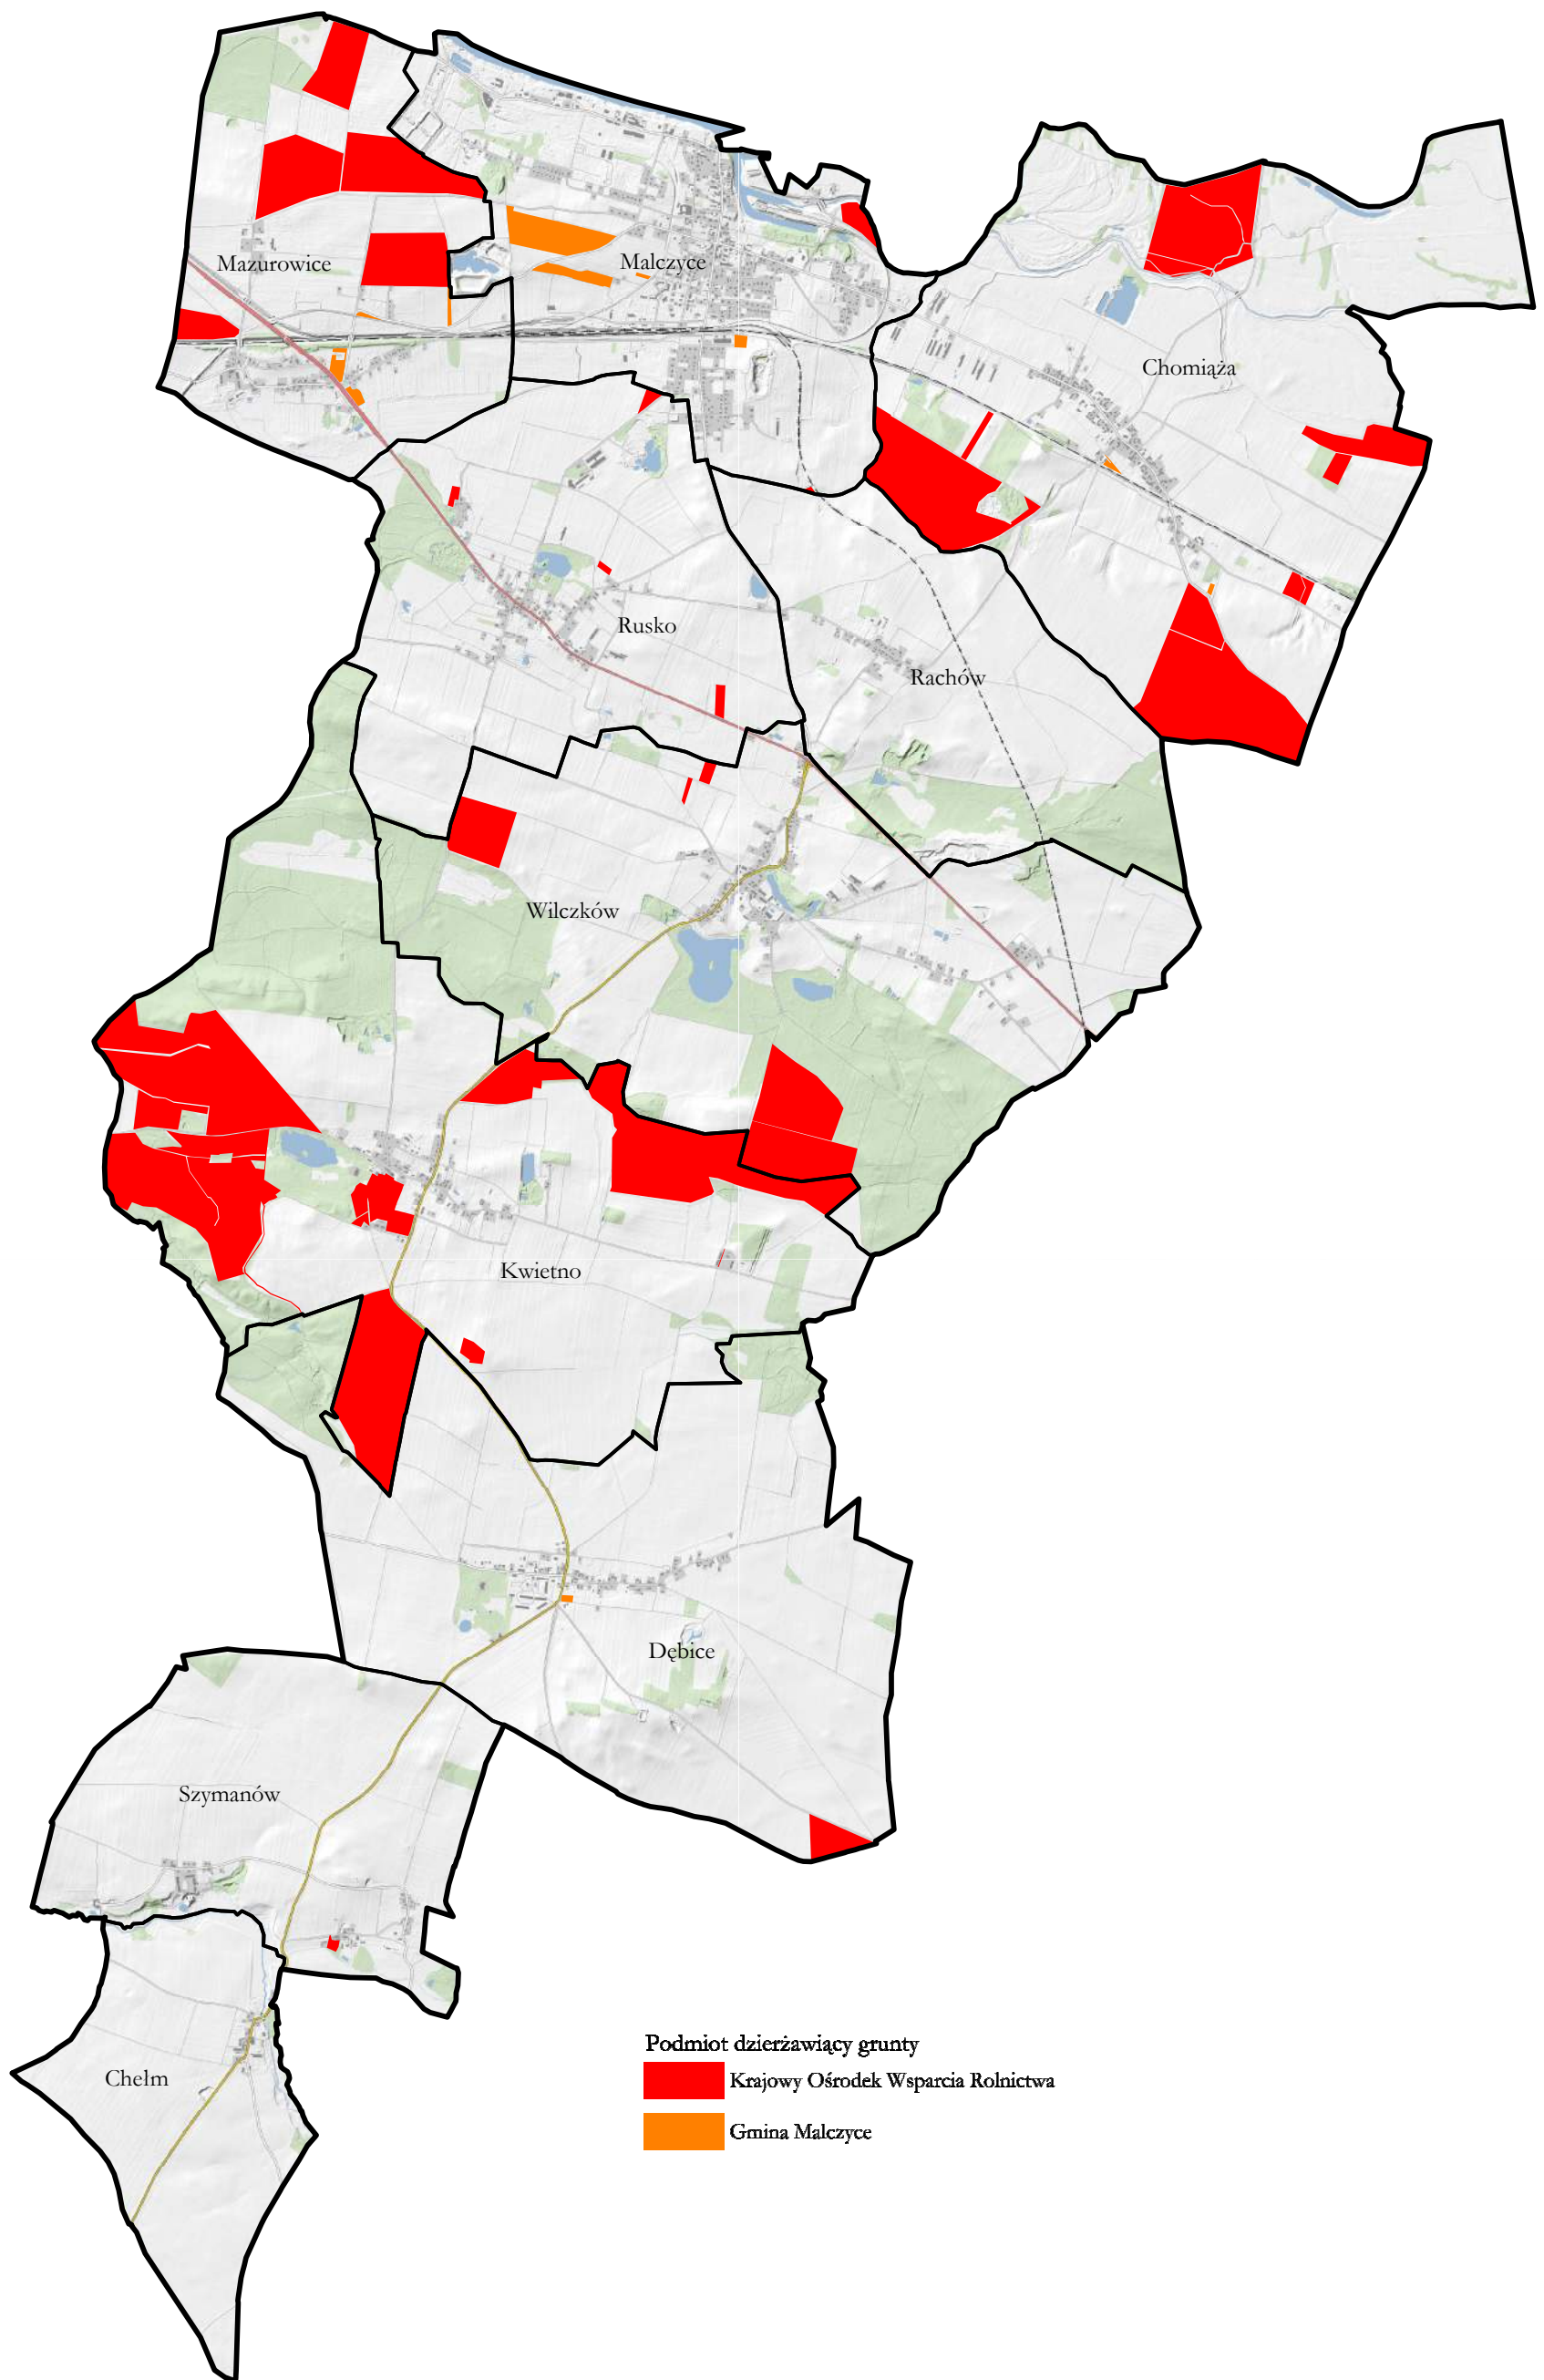 Mazurowice
Malczyce
Chomiąża
Rusko
Rachów
Wilczków
Kwietno
Dębice
Szymanów
Chełm
Podmiot dzierżawiący grunty
Krajowy Ośrodek Wsparcia Rolnictwa
Gmina Malczyce